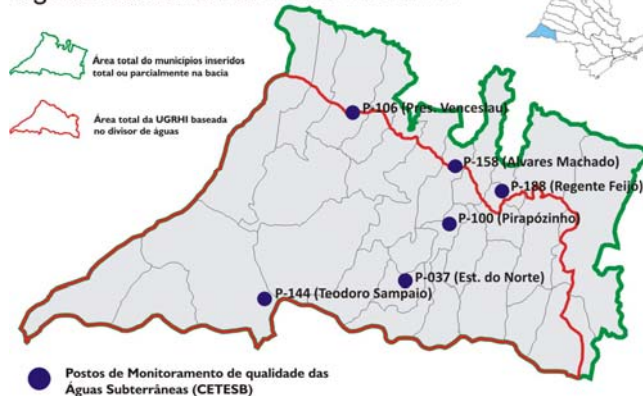 Área total do municípios inseridos
total ou parcialmente na bacia
Área total da UGRHI baseada
no divisor de águas
P-106 (Pres. Venceslau)
P-158 (Alvares Machado)
P-188 (Regente Feijó)
P-100 (Pirapózinho)
P-037 (Est. do Norte)
P-144 (Teodoro Sampaio)
Postos de Monitoramento de qualidade das
Águas Subterrâneas (CETESB)